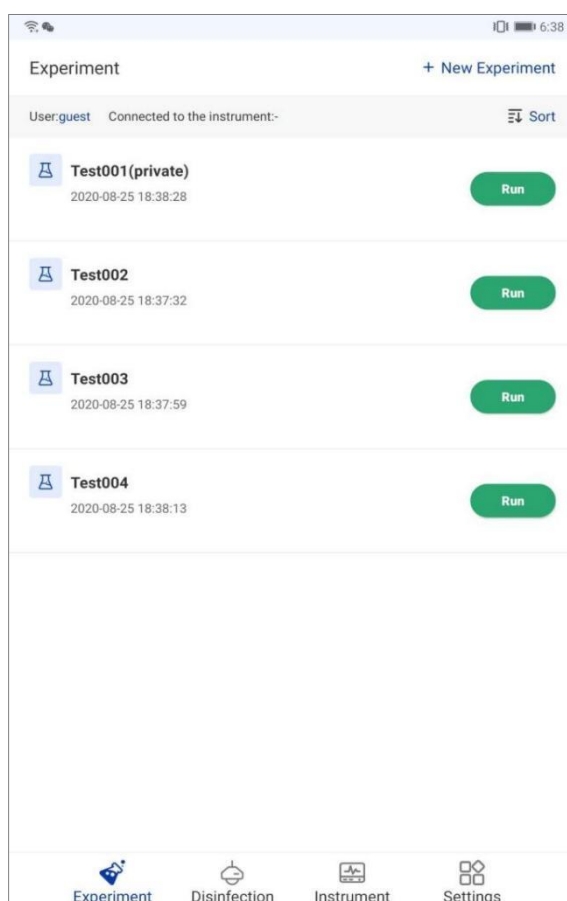 6:38
Experiment + New Experiment
User:guest Connected to the instrument:- Sort
Test001(private)
2020-08-25 18:38:28
Run
Test002
2020-08-25 18:37:32
Run
Test003
2020-08-25 18:37:59
Run
Test004
2020-08-25 18:38:13
Run
Experiment Disinfection Instrument Settings